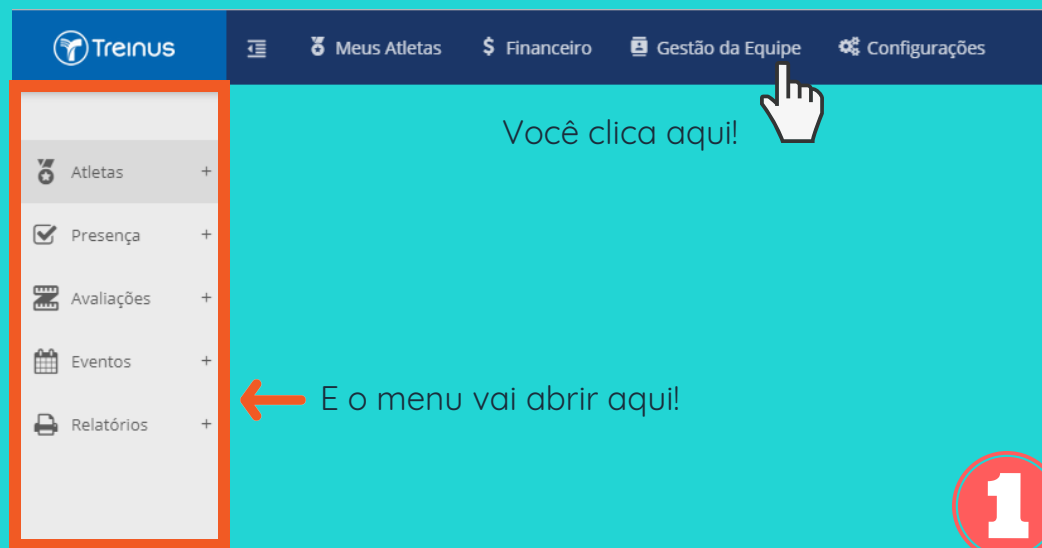 Treinus
Meus Atletas
$ Financeiro
Gestão da Equipe
Configurações
Você clica aqui!
Atletas +
Presença +
Avaliações +
Eventos +
E o menu vai abrir aqui!
Relatórios +
1